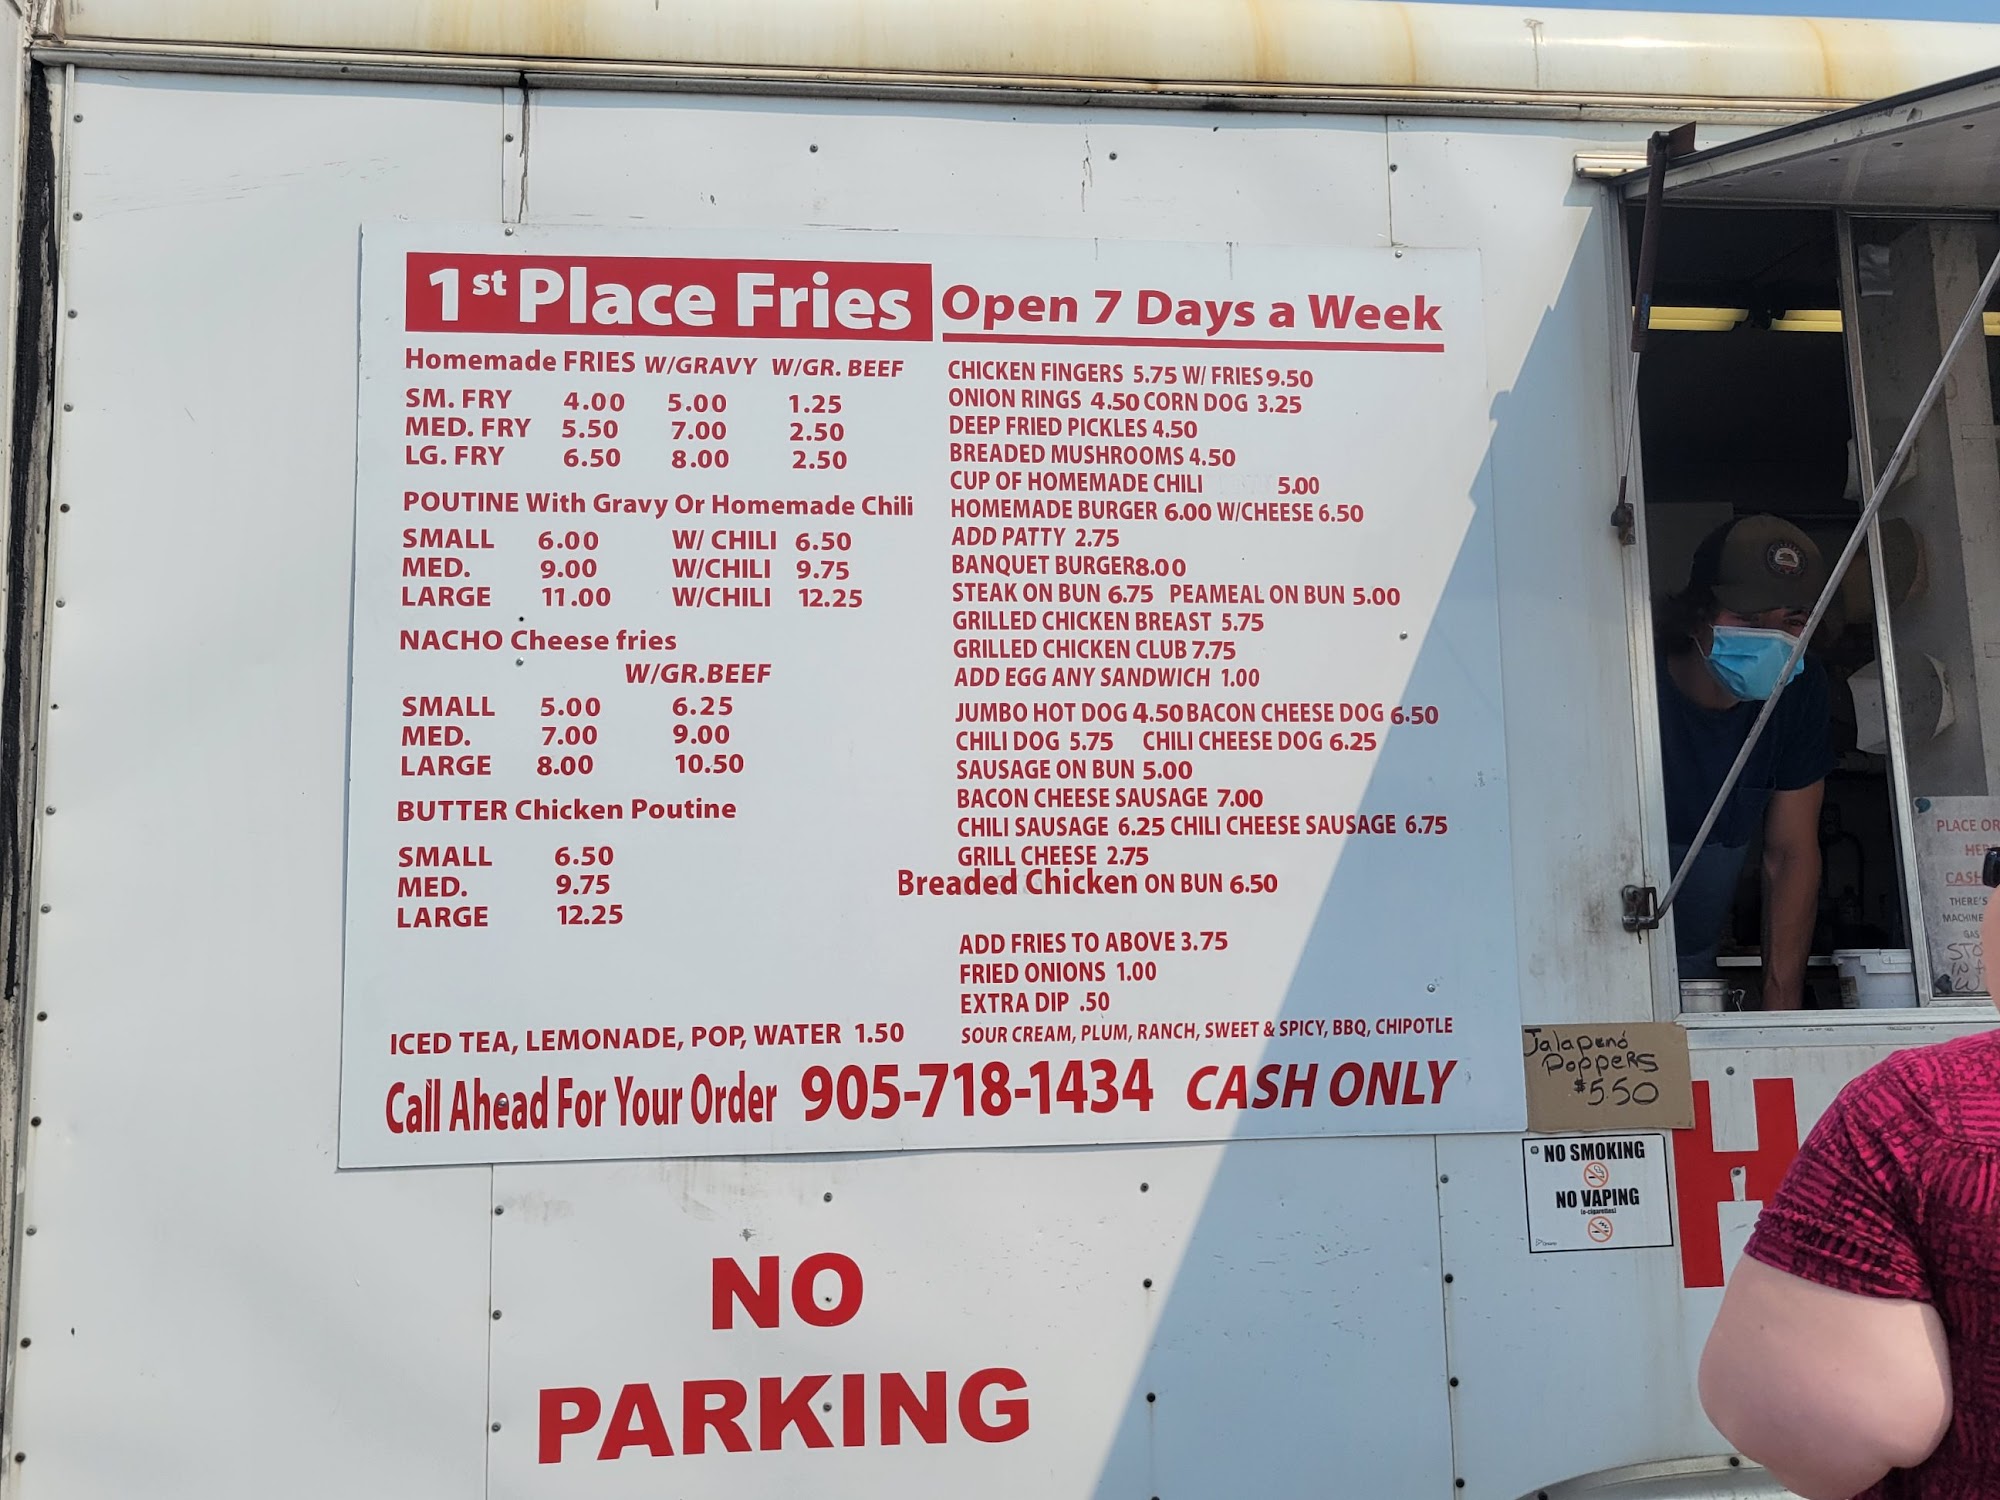 1st Place Fries
Open 7 Days a Week
Homemade FRIES W/GRAVY W/GR. BEEF
SM. FRY 4.00 5.00 1.25
MED. FRY 5.50 7.00 2.50
LG. FRY 6.50 8.00 2.50
POUTINE With Gravy Or Homemade Chili
SMALL 6.00 W/ CHILI 6.50
MED. 9.00 W/CHILI 9.75
LARGE 11.00 W/CHILI 12.25
NACHO Cheese fries
W/GR.BEEF
SMALL 5.00 6.25
MED. 7.00 9.00
LARGE 8.00 10.50
BUTTER Chicken Poutine
SMALL 6.50
MED. 9.75
LARGE 12.25
ICED TEA, LEMONADE, POP, WATER 1.50
CHICKEN FINGERS 5.75 W/ FRIES 9.50
ONION RINGS 4.50 CORN DOG 3.25
DEEP FRIED PICKLES 4.50
BREADED MUSHROOMS 4.50
CUP OF HOMEMADE CHILI 5.00
HOMEMADE BURGER 6.00 W/CHEESE 6.50
ADD PATTY 2.75
BANQUET BURGER8.00
STEAK ON BUN 6.75 PEAMEAL ON BUN 5.00
GRILLED CHICKEN BREAST 5.75
GRILLED CHICKEN CLUB 7.75
ADD EGG ANY SANDWICH 1.00
JUMBO HOT DOG 4.50 BACON CHEESE DOG 6.50
CHILI DOG 5.75 CHILI CHEESE DOG 6.25
SAUSAGE ON BUN 5.00
BACON CHEESE SAUSAGE 7.00
CHILI SAUSAGE 6.25 CHILI CHEESE SAUSAGE 6.75
GRILL CHEESE 2.75
Breaded Chicken ON BUN 6.50
ADD FRIES TO ABOVE 3.75
FRIED ONIONS 1.00
EXTRA DIP .50
SOUR CREAM, PLUM, RANCH, SWEET & SPICY, BBQ, CHIPOTLE
Call Ahead For Your Order 905-718-1434 CASH ONLY
Jalapeno
Poppers
$5.50
NO SMOKING
NO VAPING
(e-cigarettes)
Ontario
PLACE
CASH
THERE'S
MACHINE
GAS
H
NO
PARKING